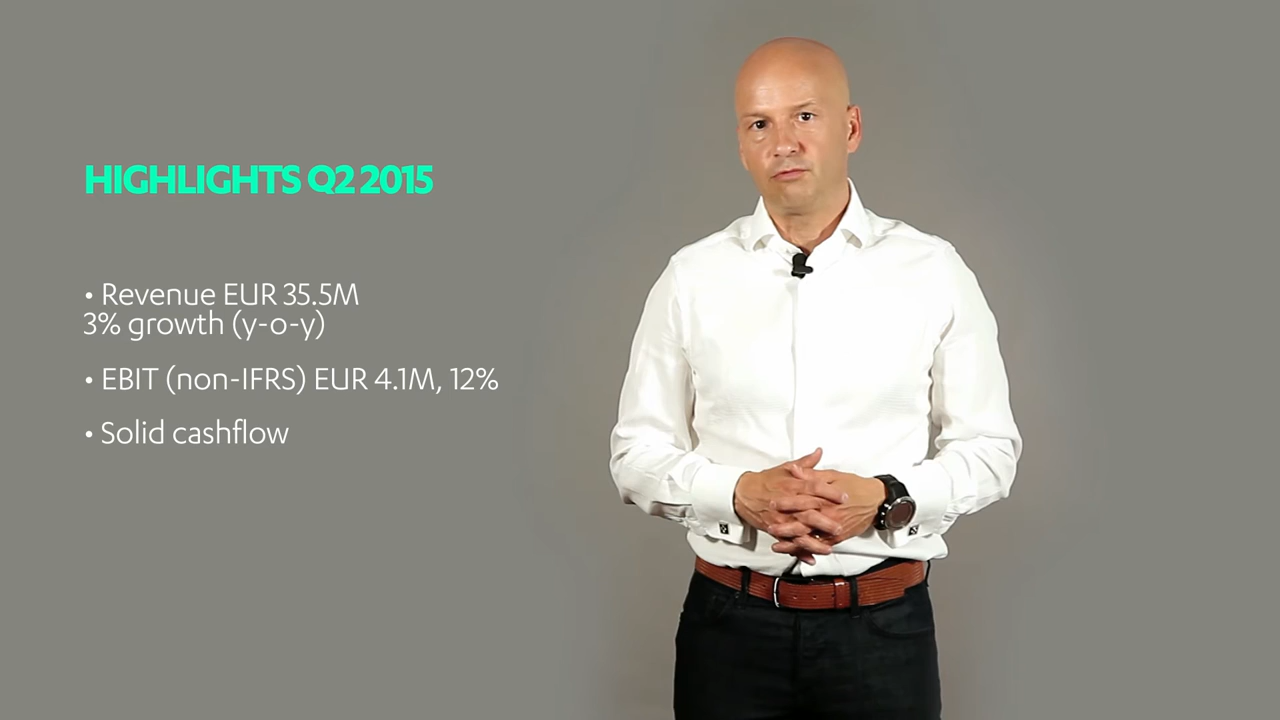 HIGHLIGHTS Q2 2015
• Revenue EUR 35.5M
3% growth (y-o-y)
• EBIT (non-IFRS) EUR 4.1M, 12%
• Solid cashflow